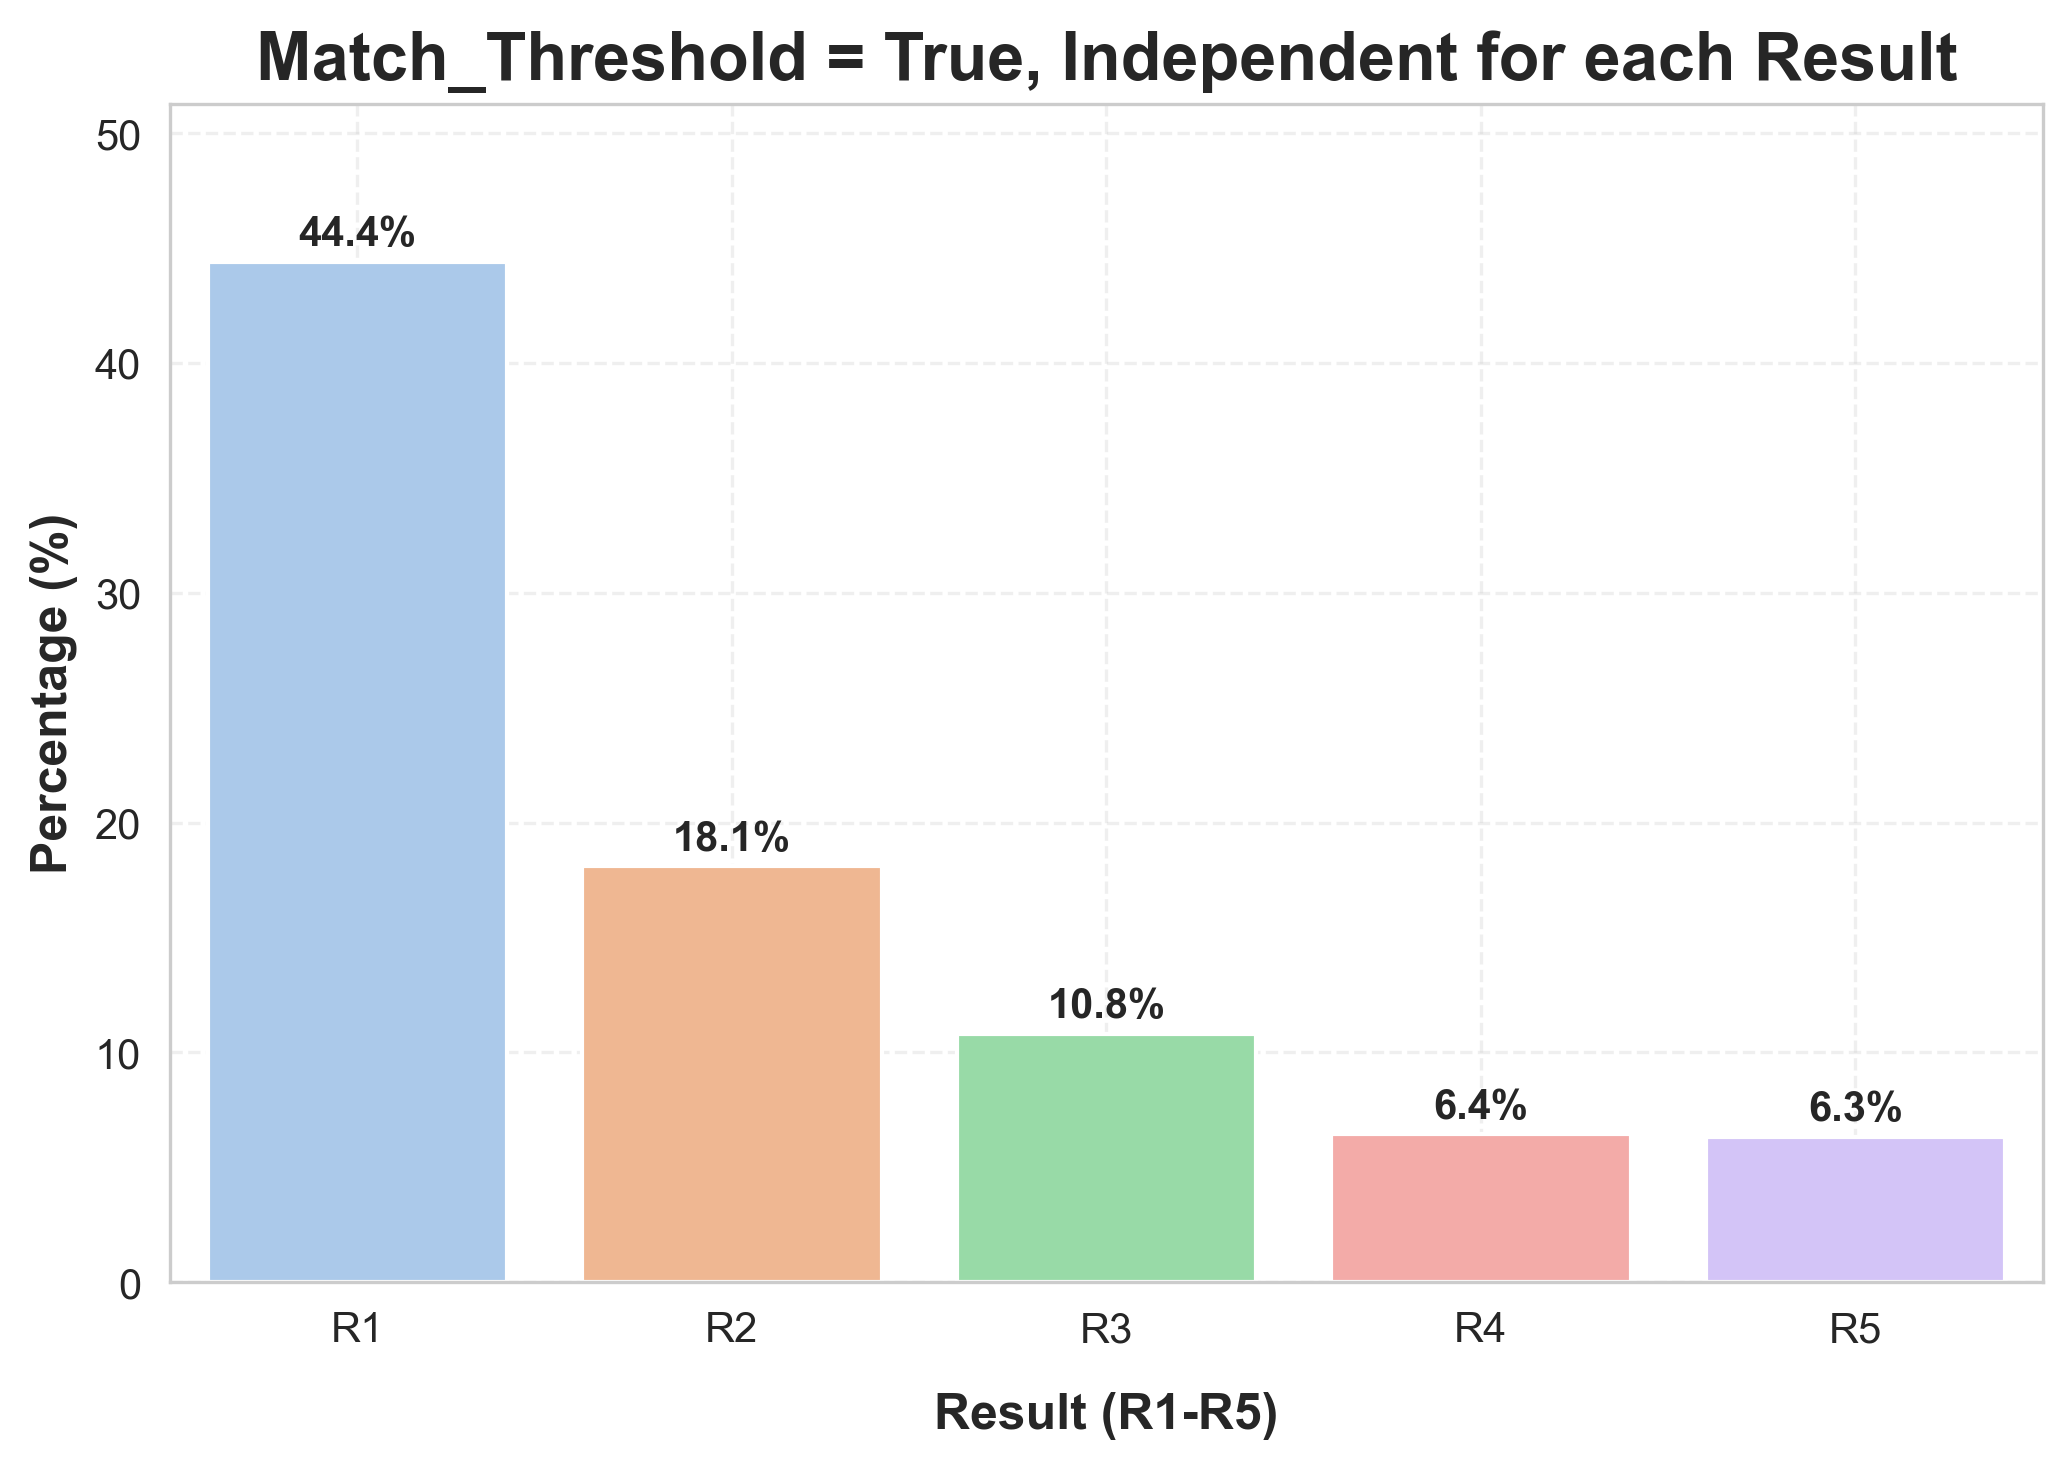 Match_Threshold = True, Independent for each Result
Percentage (%)
50
40
30
20
10
0
44.4%
18.1%
10.8%
6.4%
6.3%
R1
R2
R3
R4
R5
Result (R1-R5)